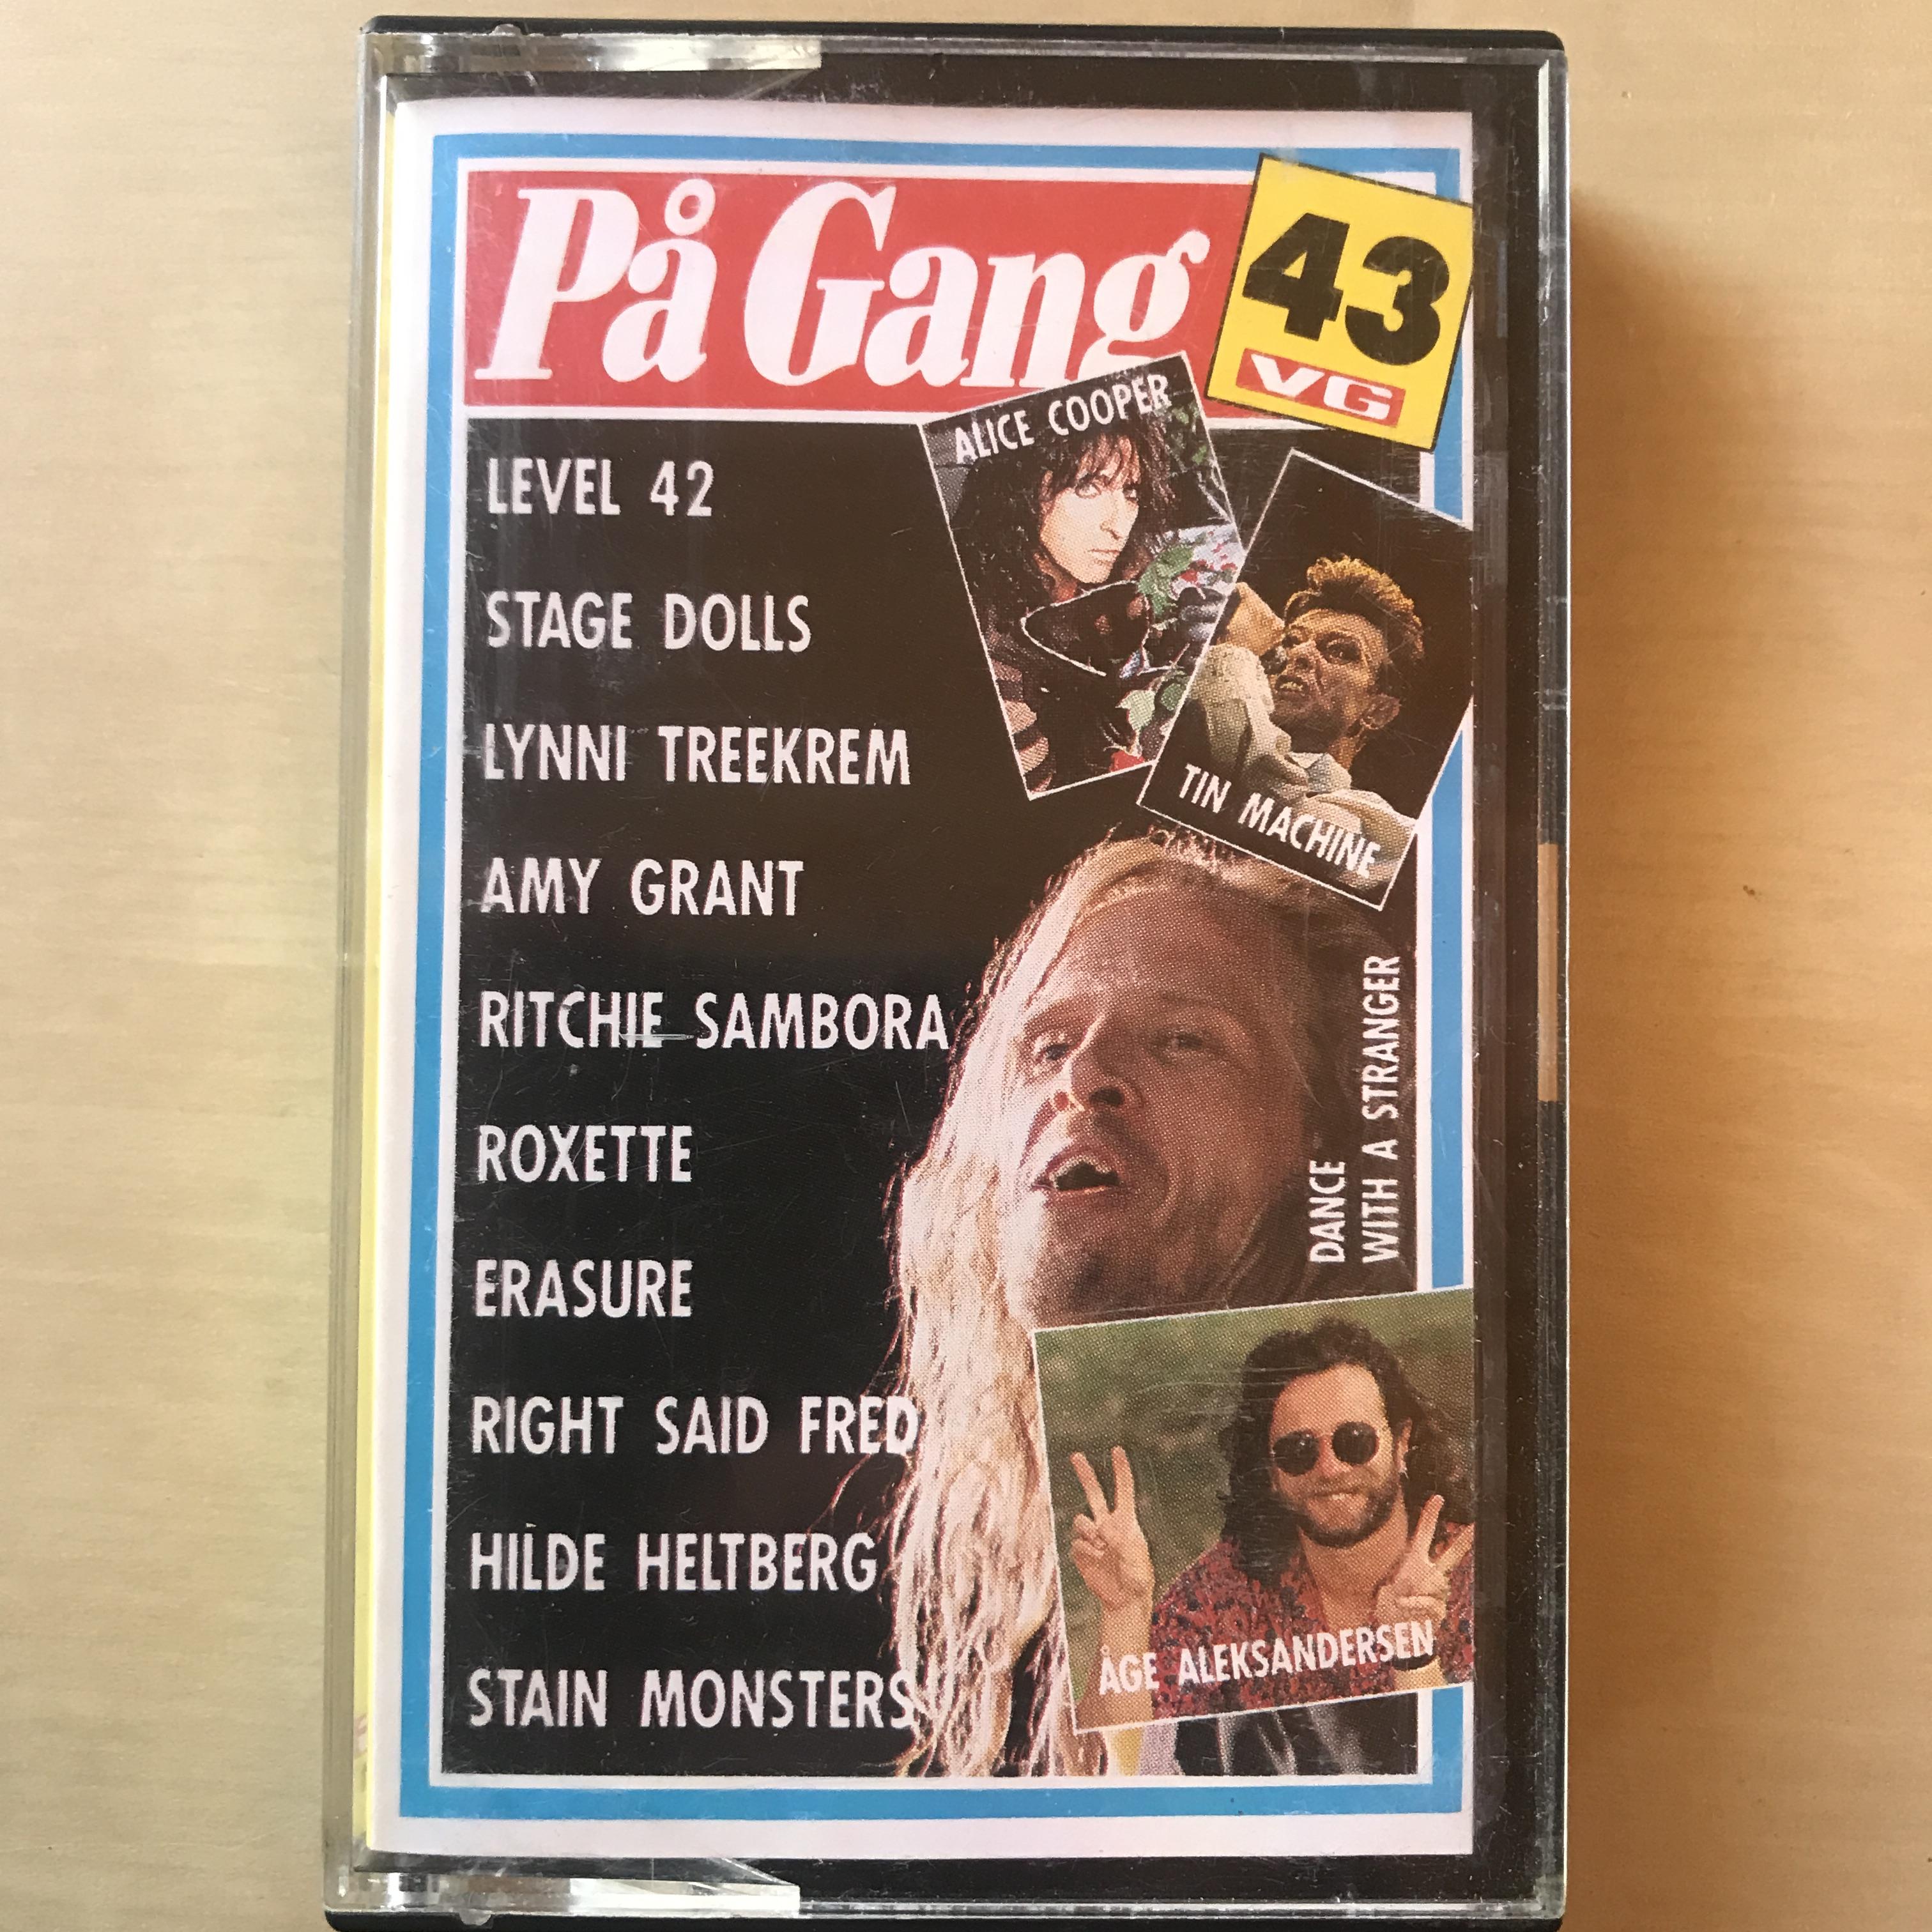 På Gang
43
VG
ALICE COOPER
TIN MACHINE
LEVEL 42
STAGE DOLLS
LYNNI TREEKREM
AMY GRANT
RITCHIE SAMBORA
ROXETTE
ERASURE
RIGHT SAID FRED
HILDE HELTBERG
STAIN MONSTERS
DANCE
WITH A STRANGER
ÅGE ALEKSANDERSEN